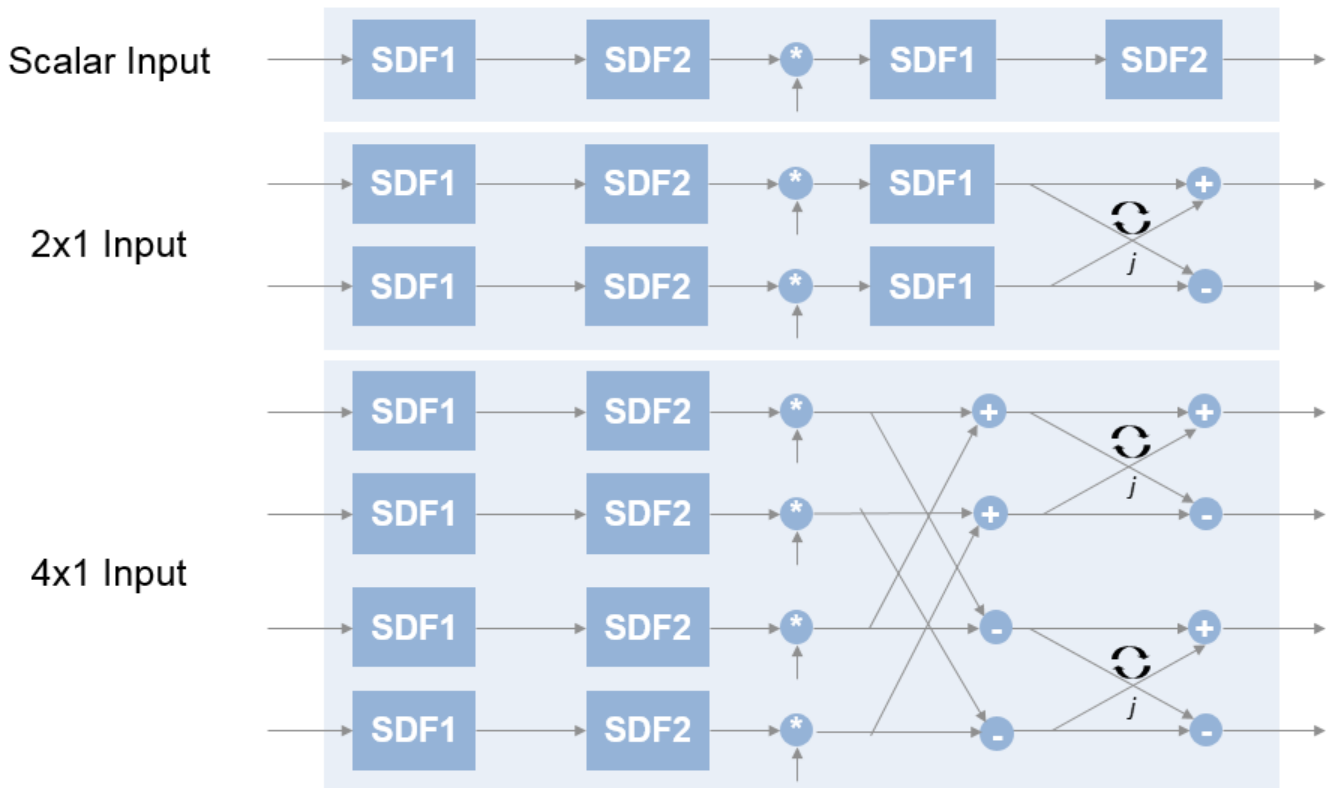 Scalar Input
SDF1 SDF2 * SDF1 SDF2
SDF1 SDF2 * SDF1 +
2x1 Input
j
SDF1 SDF2 * SDF1 -
SDF1 SDF2 * + +
j
SDF1 SDF2 * + -
4x1 Input
SDF1 SDF2 * - +
j
SDF1 SDF2 * - -